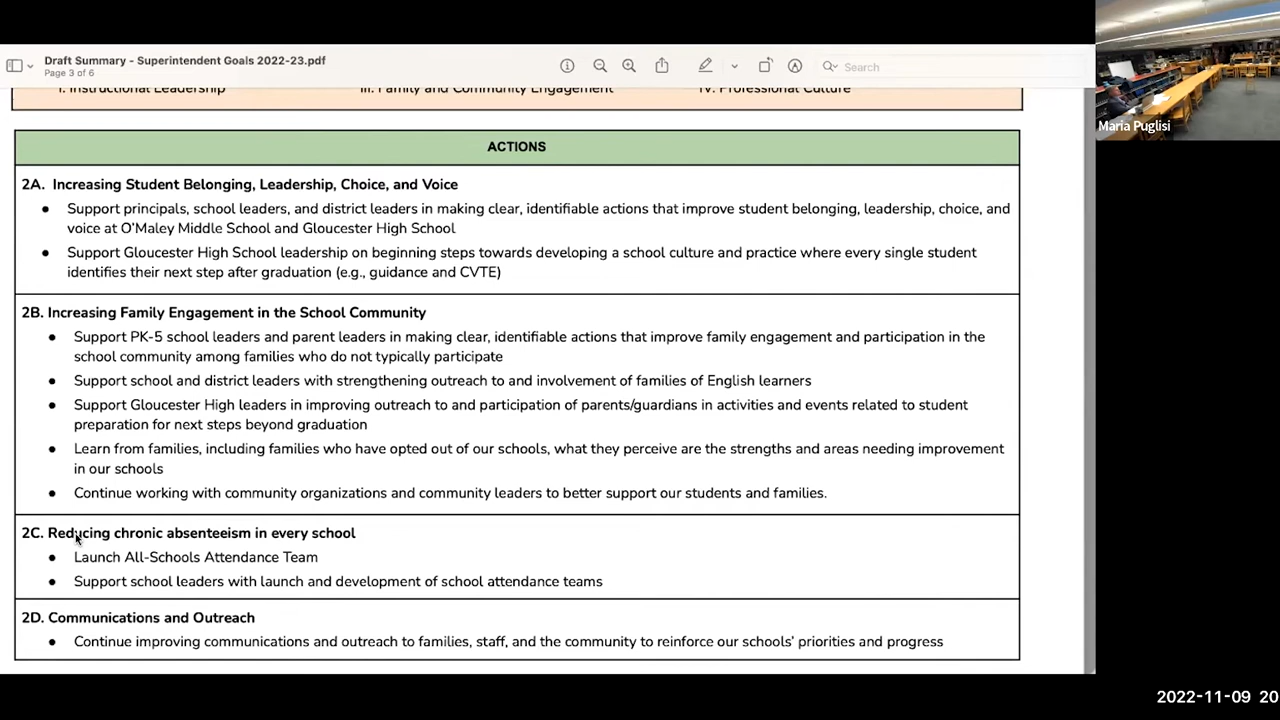 Draft Summary - Superintendent Goals 2022-23.pdf
Page 3 of 6
Search
I. Instructional Leadership
III. Family and Community Engagement
IV. Professional Culture
Maria Puglisi
ACTIONS
2A. Increasing Student Belonging, Leadership, Choice, and Voice
● Support principals, school leaders, and district leaders in making clear, identifiable actions that improve student belonging, leadership, choice, and
voice at O'Maley Middle School and Gloucester High School
● Support Gloucester High School leadership on beginning steps towards developing a school culture and practice where every single student
identifies their next step after graduation (e.g., guidance and CVTE)
2B. Increasing Family Engagement in the School Community
● Support PK-5 school leaders and parent leaders in making clear, identifiable actions that improve family engagement and participation in the
school community among families who do not typically participate
● Support school and district leaders with strengthening outreach to and involvement of families of English learners
● Support Gloucester High leaders in improving outreach to and participation of parents/guardians in activities and events related to student
preparation for next steps beyond graduation
● Learn from families, including families who have opted out of our schools, what they perceive are the strengths and areas needing improvement
in our schools
● Continue working with community organizations and community leaders to better support our students and families.
2C. Reducing chronic absenteeism in every school
● Launch All-Schools Attendance Team
● Support school leaders with launch and development of school attendance teams
2D. Communications and Outreach
● Continue improving communications and outreach to families, staff, and the community to reinforce our schools' priorities and progress
2022-11-09 20